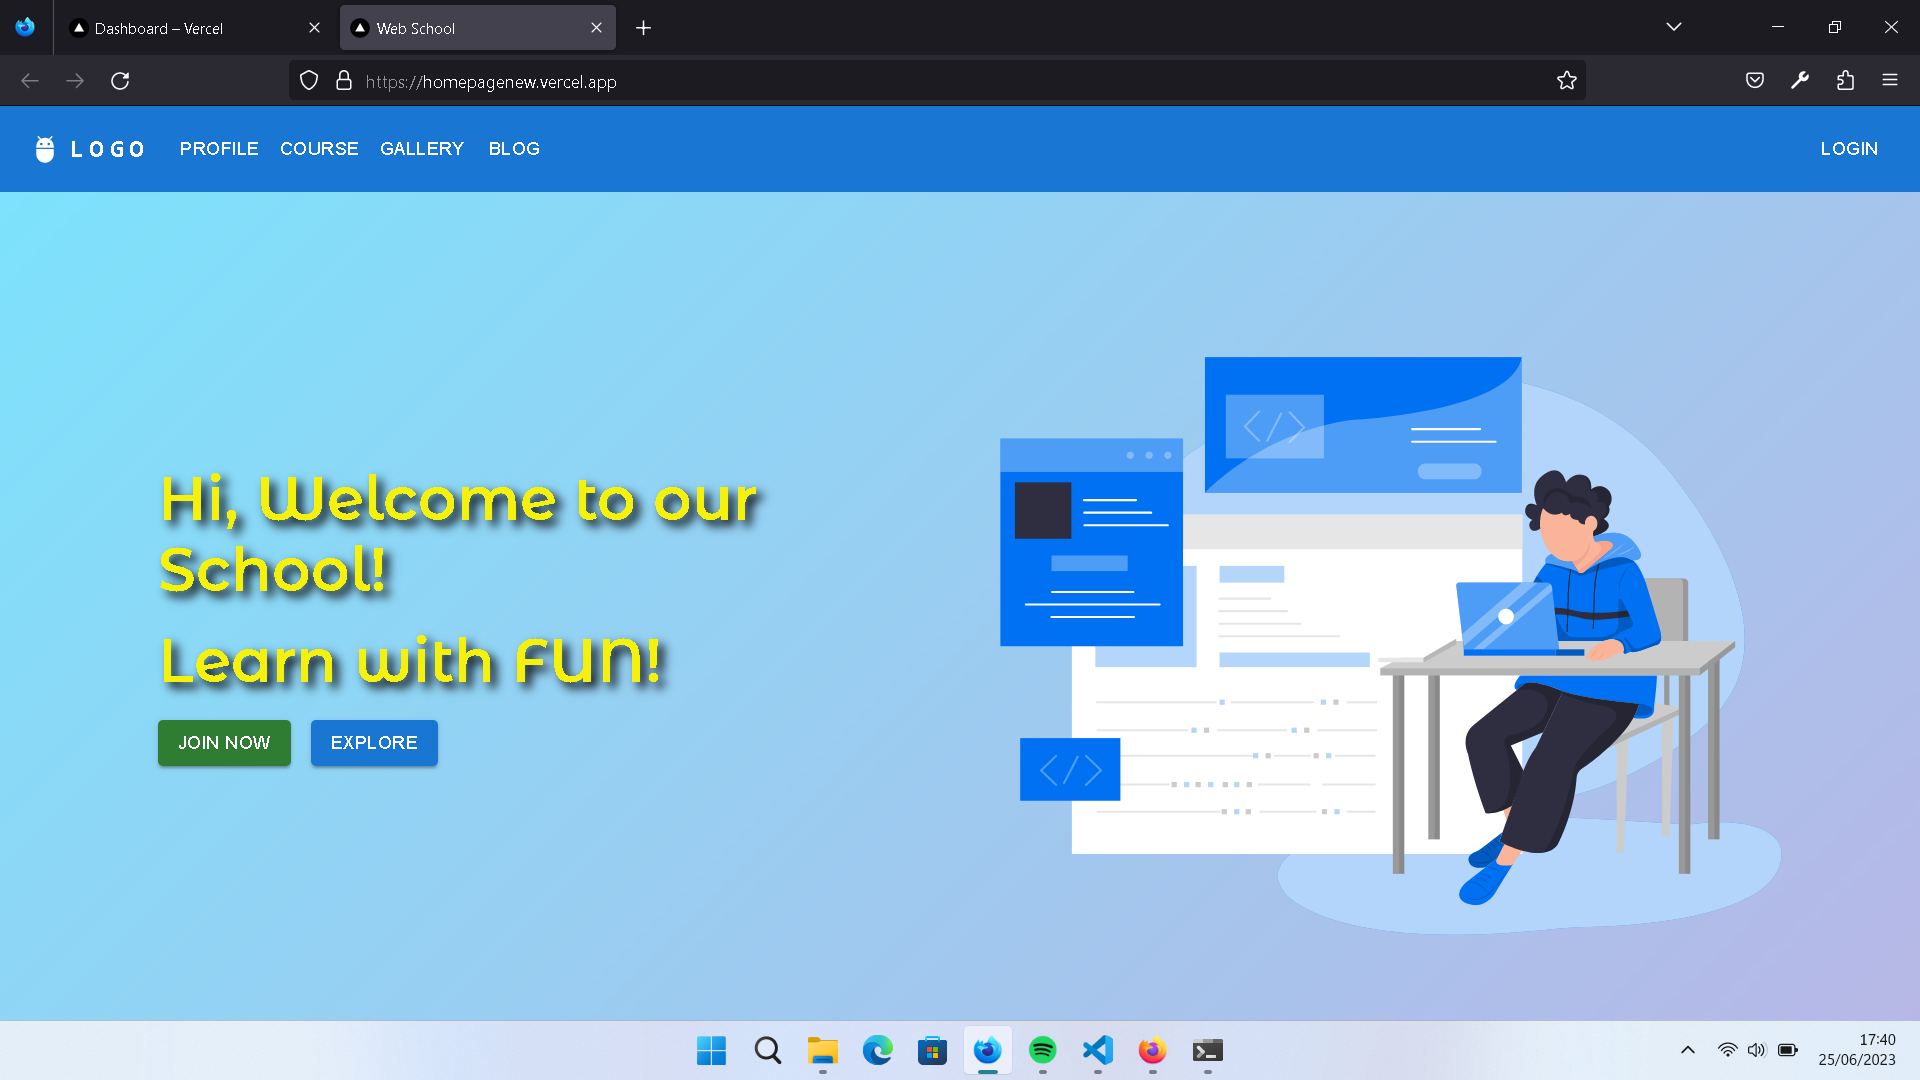 Dashboard – Vercel
Web School
https://homepagenew.vercel.app
LOGO PROFILE COURSE GALLERY BLOG LOGIN
Hi, Welcome to our
School!
Learn with FUN!
JOIN NOW EXPLORE
</>
</>
17:40
25/06/2023